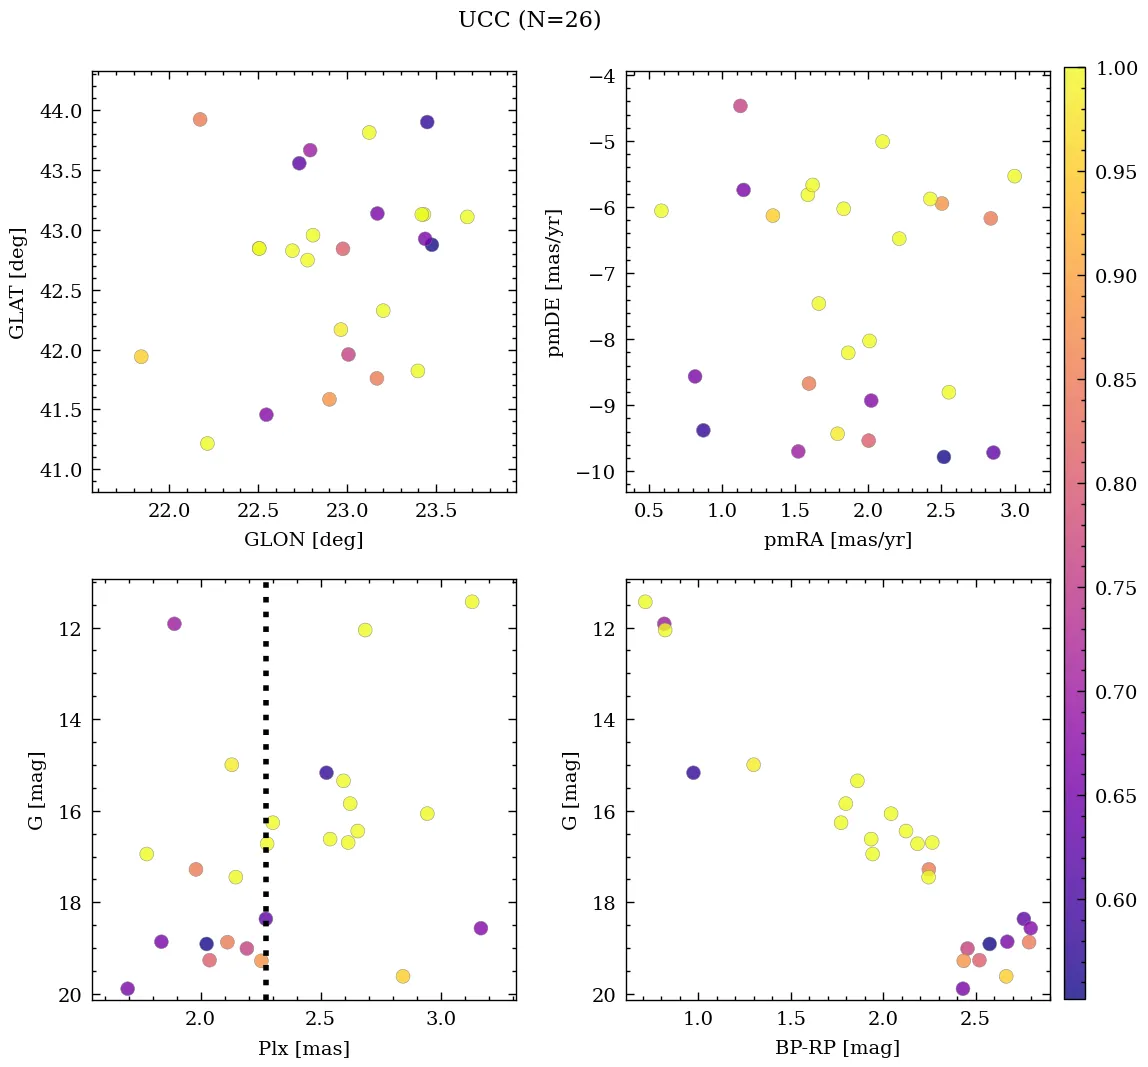 UCC (N=26)
44.0
43.5
43.0
42.5
42.0
41.5
41.0
GLAT [deg]
22.0 22.5 23.0 23.5
GLON [deg]
−4
−5
−6
−7
−8
−9
−10
pmDE [mas/yr]
0.5 1.0 1.5 2.0 2.5 3.0
pmRA [mas/yr]
12
14
16
18
20
G [mag]
2.0 2.5 3.0
Plx [mas]
12
14
16
18
20
G [mag]
1.0 1.5 2.0 2.5
BP-RP [mag]
1.00
0.95
0.90
0.85
0.80
0.75
0.70
0.65
0.60